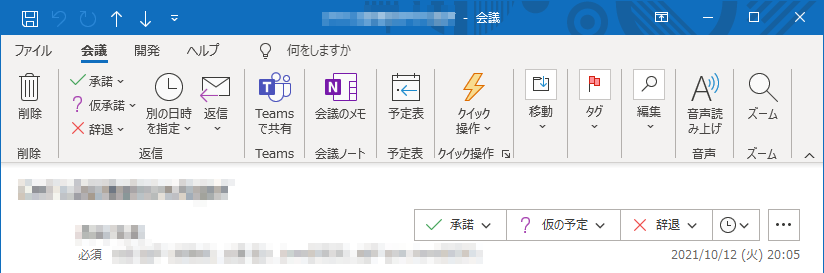 - 会議
ファイル 会議 開発 ヘルプ 何をしますか
削除
承諾
仮承諾
辞退
別の日時を指定
返信
Teamsで共有
会議のメモ
予定表
クイック操作
移動
タグ
編集
音声読み上げ
ズーム
削除 返信 Teams 会議ノート 予定表 クイック操作 音声 ズーム
承諾 仮の予定 辞退
必須
2021/10/12 (火) 20:05